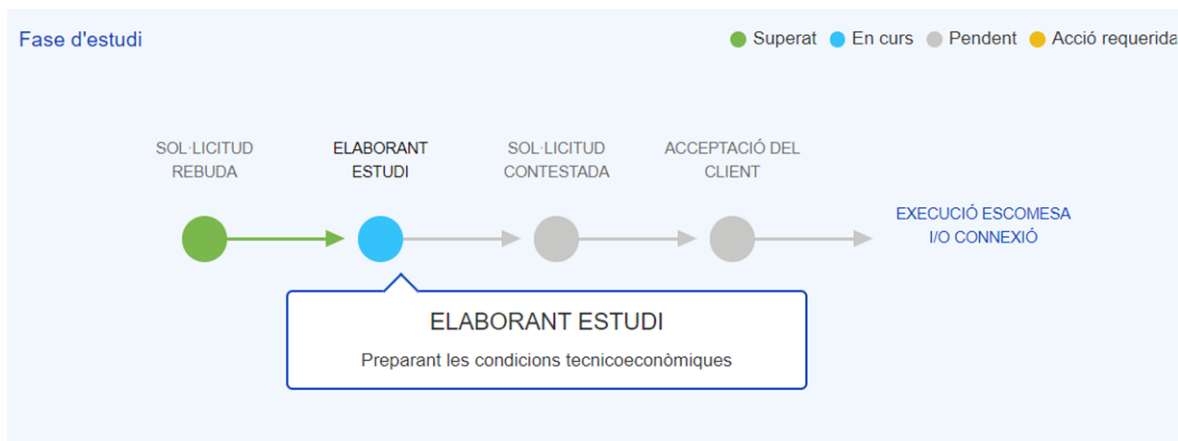 Fase d'estudi
Superat
En curs
Pendent
Acció requerida
SOL·LICITUD
REBUDA
ELABORANT
ESTUDI
SOL·LICITUD
CONTESTADA
ACCEPTACIÓ DEL
CLIENT
EXECUCIÓ ESCOMESA
I/O CONNEXIÓ
ELABORANT ESTUDI
Preparant les condicions tecnicoeconòmiques